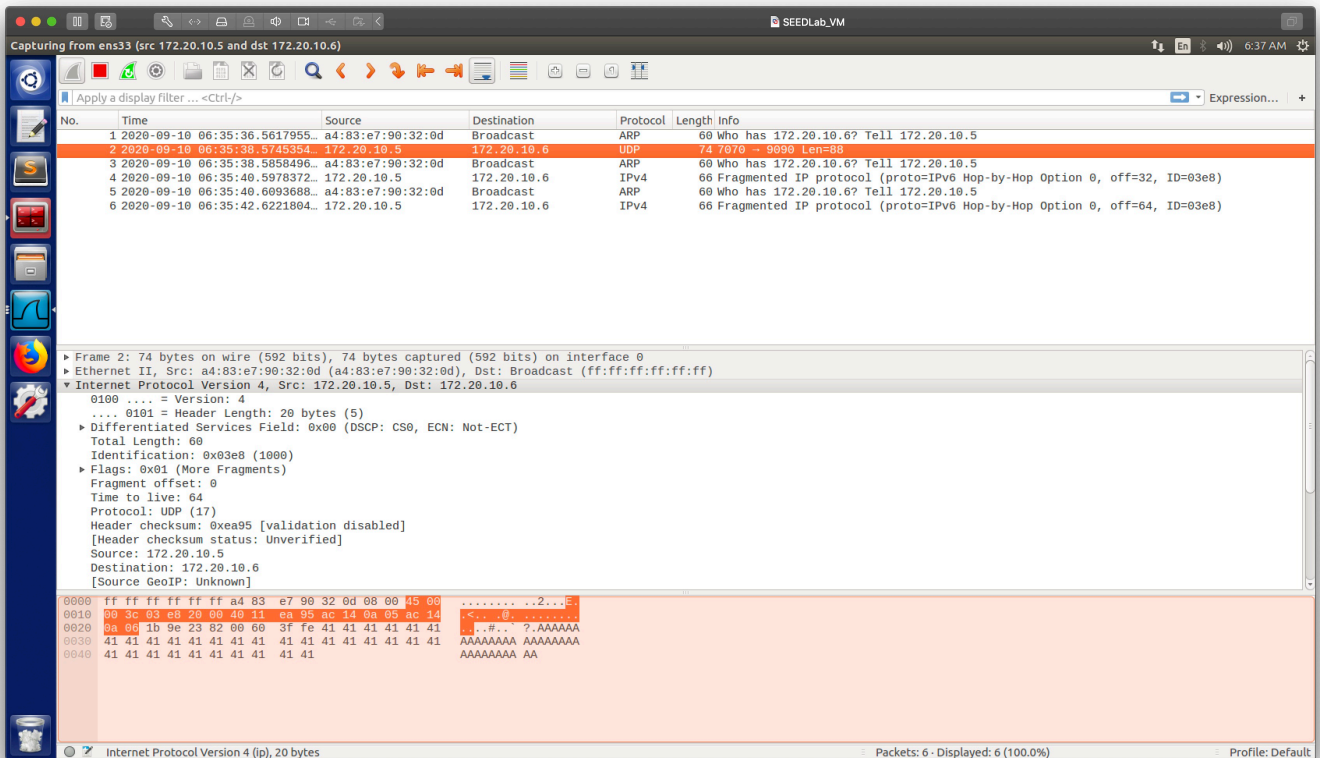 SEEDLab_VM
Capturing from ens33 (src 172.20.10.5 and dst 172.20.10.6)
En
6:37 AM
Apply a display filter … <Ctrl-/>
Expression…
+
No. Time Source Destination Protocol Length Info
1 2020-09-10 06:35:36.5617955… a4:83:e7:90:32:0d Broadcast ARP 60 Who has 172.20.10.6? Tell 172.20.10.5
2 2020-09-10 06:35:38.5745354… 172.20.10.5 172.20.10.6 UDP 74 7070 → 9090 Len=88
3 2020-09-10 06:35:38.5858496… a4:83:e7:90:32:0d Broadcast ARP 60 Who has 172.20.10.6? Tell 172.20.10.5
4 2020-09-10 06:35:40.5978372… 172.20.10.5 172.20.10.6 IPv4 66 Fragmented IP protocol (proto=IPv6 Hop-by-Hop Option 0, off=32, ID=03e8)
5 2020-09-10 06:35:40.6093688… a4:83:e7:90:32:0d Broadcast ARP 60 Who has 172.20.10.6? Tell 172.20.10.5
6 2020-09-10 06:35:42.6221804… 172.20.10.5 172.20.10.6 IPv4 66 Fragmented IP protocol (proto=IPv6 Hop-by-Hop Option 0, off=64, ID=03e8)
Frame 2: 74 bytes on wire (592 bits), 74 bytes captured (592 bits) on interface 0
Ethernet II, Src: a4:83:e7:90:32:0d (a4:83:e7:90:32:0d), Dst: Broadcast (ff:ff:ff:ff:ff:ff)
Internet Protocol Version 4, Src: 172.20.10.5, Dst: 172.20.10.6
0100 .... = Version: 4
.... 0101 = Header Length: 20 bytes (5)
Differentiated Services Field: 0x00 (DSCP: CS0, ECN: Not-ECT)
Total Length: 60
Identification: 0x03e8 (1000)
Flags: 0x01 (More Fragments)
Fragment offset: 0
Time to live: 64
Protocol: UDP (17)
Header checksum: 0xea95 [validation disabled]
[Header checksum status: Unverified]
Source: 172.20.10.5
Destination: 172.20.10.6
[Source GeoIP: Unknown]
0000 ff ff ff ff ff ff a4 83 e7 90 32 0d 08 00 45 00 ........ ..2...E.
0010 00 3c 03 e8 20 00 40 11 ea 95 ac 14 0a 05 ac 14 .<.. .@. ........
0020 0a 06 1b 9e 23 82 00 60 3f fe 41 41 41 41 41 41 ....#..` ?.AAAAAA
0030 41 41 41 41 41 41 41 41 41 41 41 41 41 41 41 41 AAAAAAAA AAAAAAAA
0040 41 41 41 41 41 41 41 41 41 41 AAAAAAAA AA
Internet Protocol Version 4 (ip), 20 bytes
Packets: 6 · Displayed: 6 (100.0%)
Profile: Default